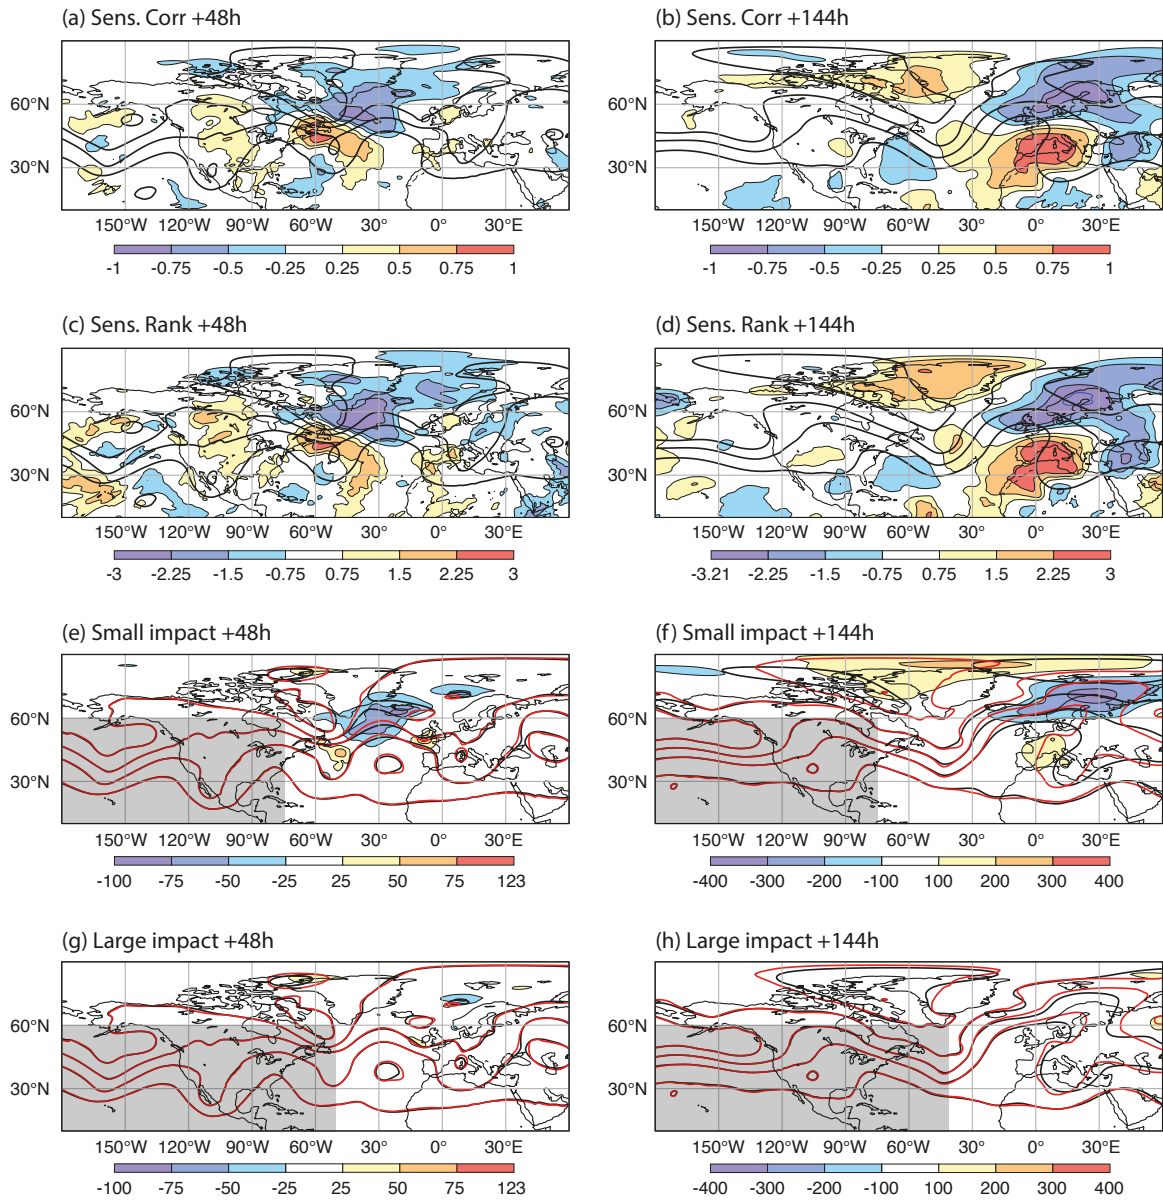 (a) Sens. Corr +48h
(b) Sens. Corr +144h
60°N
30°N
60°N
30°N
150°W 120°W 90°W 60°W 30° 0° 30°E
150°W 120°W 90°W 60°W 30° 0° 30°E
-1 -0.75 -0.5 -0.25 0.25 0.5 0.75 1
-1 -0.75 -0.5 -0.25 0.25 0.5 0.75 1
(c) Sens. Rank +48h
(d) Sens. Rank +144h
60°N
30°N
60°N
30°N
150°W 120°W 90°W 60°W 30° 0° 30°E
150°W 120°W 90°W 60°W 30° 0° 30°E
-3 -2.25 -1.5 -0.75 0.75 1.5 2.25 3
-3.21 -2.25 -1.5 -0.75 0.75 1.5 2.25 3
(e) Small impact +48h
(f) Small impact +144h
60°N
30°N
60°N
30°N
150°W 120°W 90°W 60°W 30° 0° 30°E
150°W 120°W 90°W 60°W 30° 0° 30°E
-100 -75 -50 -25 25 50 75 123
-400 -300 -200 -100 100 200 300 400
(g) Large impact +48h
(h) Large impact +144h
60°N
30°N
60°N
30°N
150°W 120°W 90°W 60°W 30° 0° 30°E
150°W 120°W 90°W 60°W 30° 0° 30°E
-100 -75 -50 -25 25 50 75 123
-400 -300 -200 -100 100 200 300 400